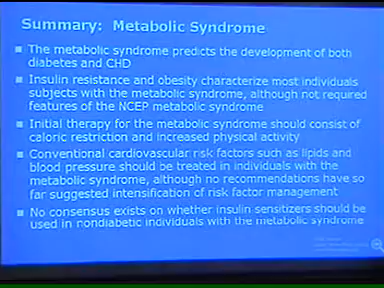 Summary: Metabolic Syndrome
The metabolic syndrome predicts the development of both
diabetes and CHD
Insulin resistance and obesity characterize most individuals
subjects with the metabolic syndrome, although not required
features of the NCEP metabolic syndrome
Initial therapy for the metabolic syndrome should consist of
caloric restriction and increased physical activity
Conventional cardiovascular risk factors such as lipids and
blood pressure should be treated in individuals with the
metabolic syndrome, although no recommendations have so
far suggested intensification of risk factor management
No consensus exists on whether insulin sensitizers should be
used in nondiabetic individuals with the metabolic syndrome